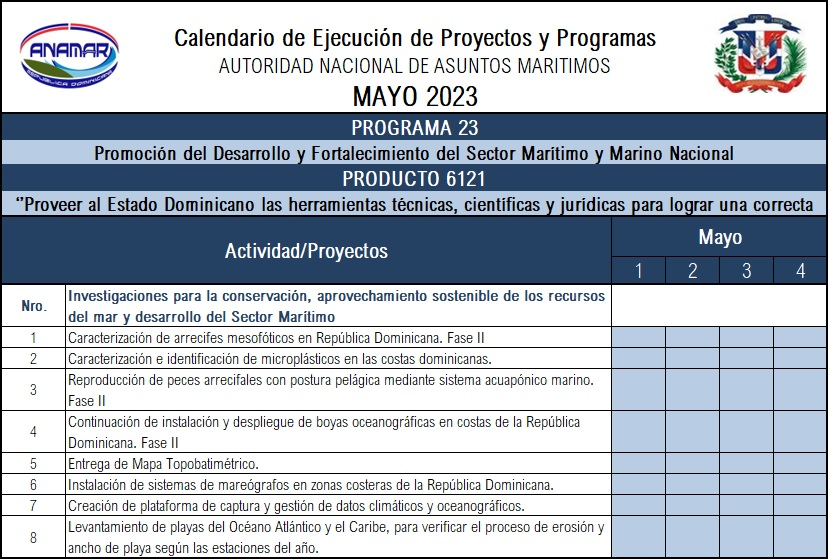 ANAMAR
REPUBLICA DOMINICANA
Calendario de Ejecución de Proyectos y Programas
AUTORIDAD NACIONAL DE ASUNTOS MARITIMOS
MAYO 2023
PROGRAMA 23
Promoción del Desarrollo y Fortalecimiento del Sector Marítimo y Marino Nacional
PRODUCTO 6121
‘’Proveer al Estado Dominicano las herramientas técnicas, científicas y jurídicas para lograr una correcta
Actividad/Proyectos
Mayo
1 2 3 4
Nro.
Investigaciones para la conservación, aprovechamiento sostenible de los recursos
del mar y desarrollo del Sector Marítimo
1 Caracterización de arrecifes mesofóticos en República Dominicana. Fase II
2 Caracterización e identificación de microplásticos en las costas dominicanas.
3 Reproducción de peces arrecifales con postura pelágica mediante sistema acuapónico marino.
Fase II
4 Continuación de instalación y despliegue de boyas oceanográficas en costas de la República
Dominicana. Fase II
5 Entrega de Mapa Topobatimétrico.
6 Instalación de sistemas de mareógrafos en zonas costeras de la República Dominicana.
7 Creación de plataforma de captura y gestión de datos climáticos y oceanográficos.
8 Levantamiento de playas del Océano Atlántico y el Caribe, para verificar el proceso de erosión y
ancho de playa según las estaciones del año.